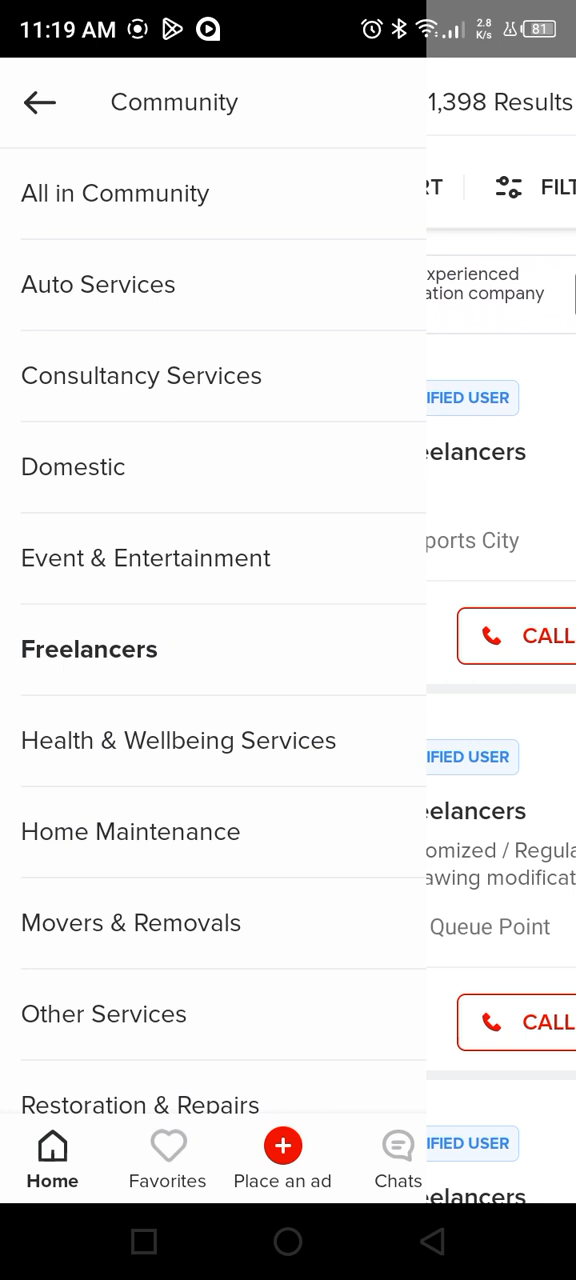 11:19 AM
2.8
K/s
81
Community
1,398 Results
All in Community
Auto Services
xperienced
ation company
Consultancy Services
IFIED USER
Domestic
eelancers
Event & Entertainment
ports City
Freelancers
CALL
Health & Wellbeing Services
IFIED USER
Home Maintenance
eelancers
omized / Regula
awing modificat
Movers & Removals
Queue Point
Other Services
CALL
Restoration & Repairs
IFIED USER
Home
Favorites
Place an ad
Chats
eelancers